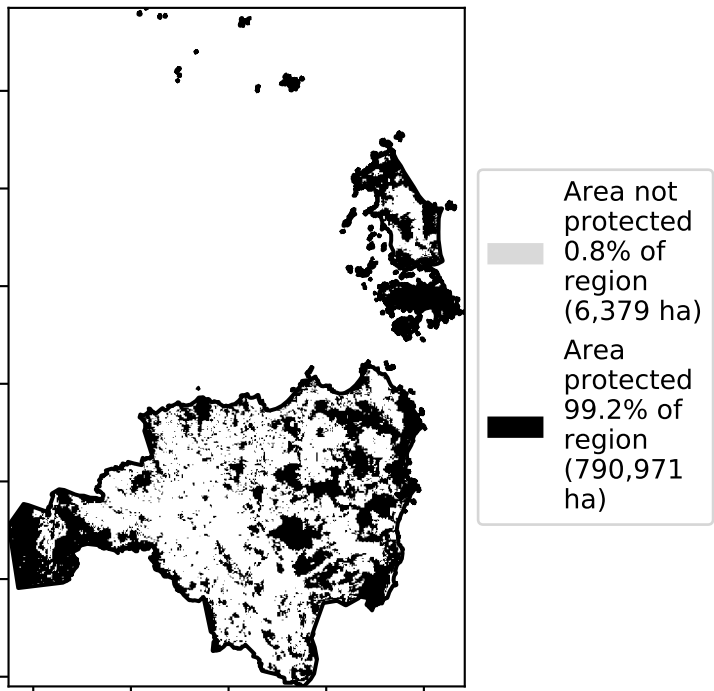 Area not
protected
0.8% of
region
(6,379 ha)
Area
protected
99.2% of
region
(790,971
ha)